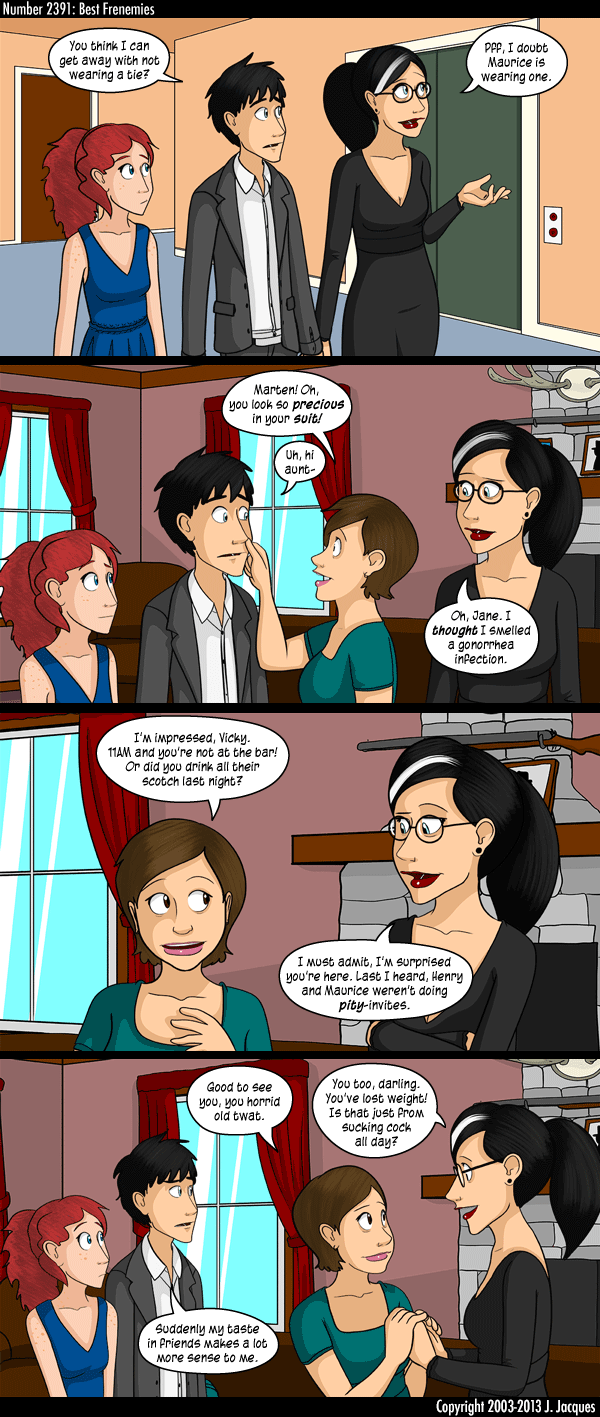 Number 2391: Best Frenemies
You think I can
get away with not
wearing a tie?
Pff, I doubt
Maurice is
wearing one.
Marten! Oh,
you look so precious
in your suit!
Uh, hi
aunt-
Oh, Jane. I
thought I smelled
a gonorrhea
infection.
I'm impressed, Vicky.
11AM and you're not at the bar!
Or did you drink all their
scotch last night?
I must admit, I'm surprised
you're here. Last I heard, Henry
and Maurice weren't doing
pity-invites.
Good to see
you, you horrid
old twat.
You too, darling.
You've lost weight!
Is that just from
sucking cock
all day?
Suddenly my taste
in friends makes a lot
more sense to me.
Copyright 2003-2013 J. Jacques